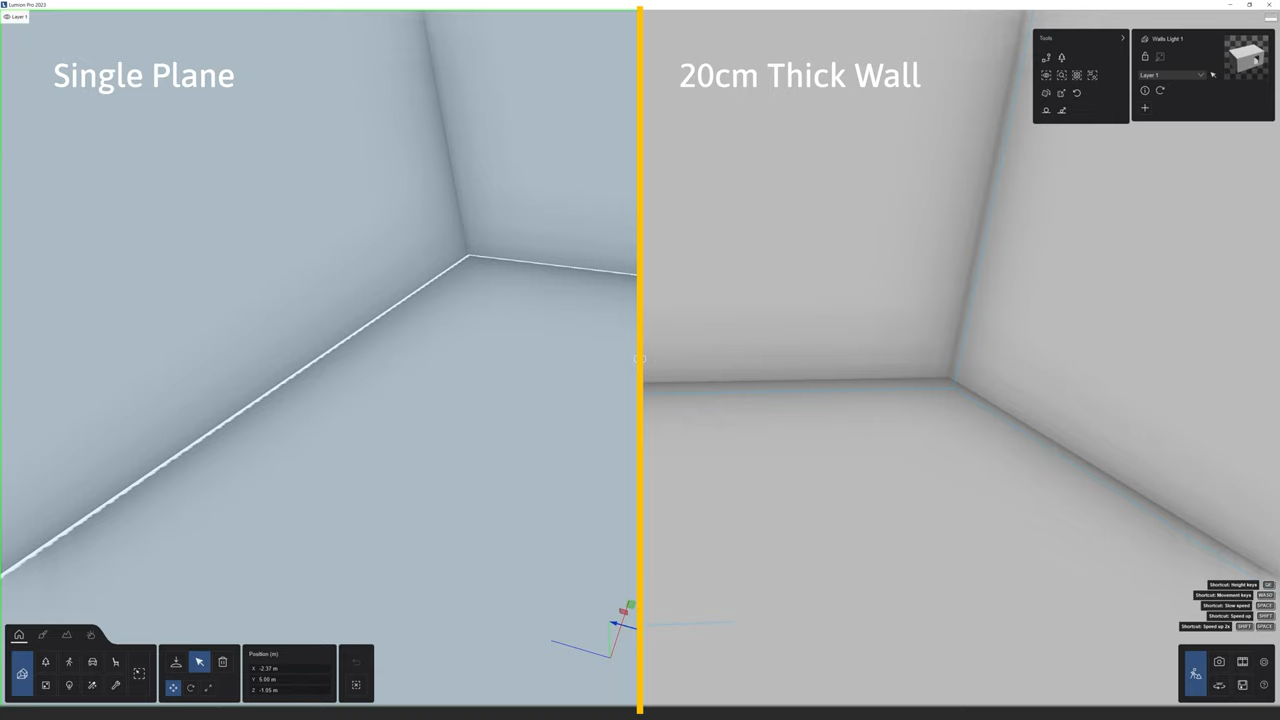 Lumion Pro 2023
Layer 1
Single Plane
20cm Thick Wall
Tools
Walls Light 1
Layer 1
Shortcut: Height keys QE
Shortcut: Movement keys WASD
Shortcut: Slow speed SPACE
Shortcut: Speed up SHIFT
Shortcut: Speed up 2x SHIFT SPACE
Position (m)
X -2.37 m
Y 5.00 m
Z -1.05 m